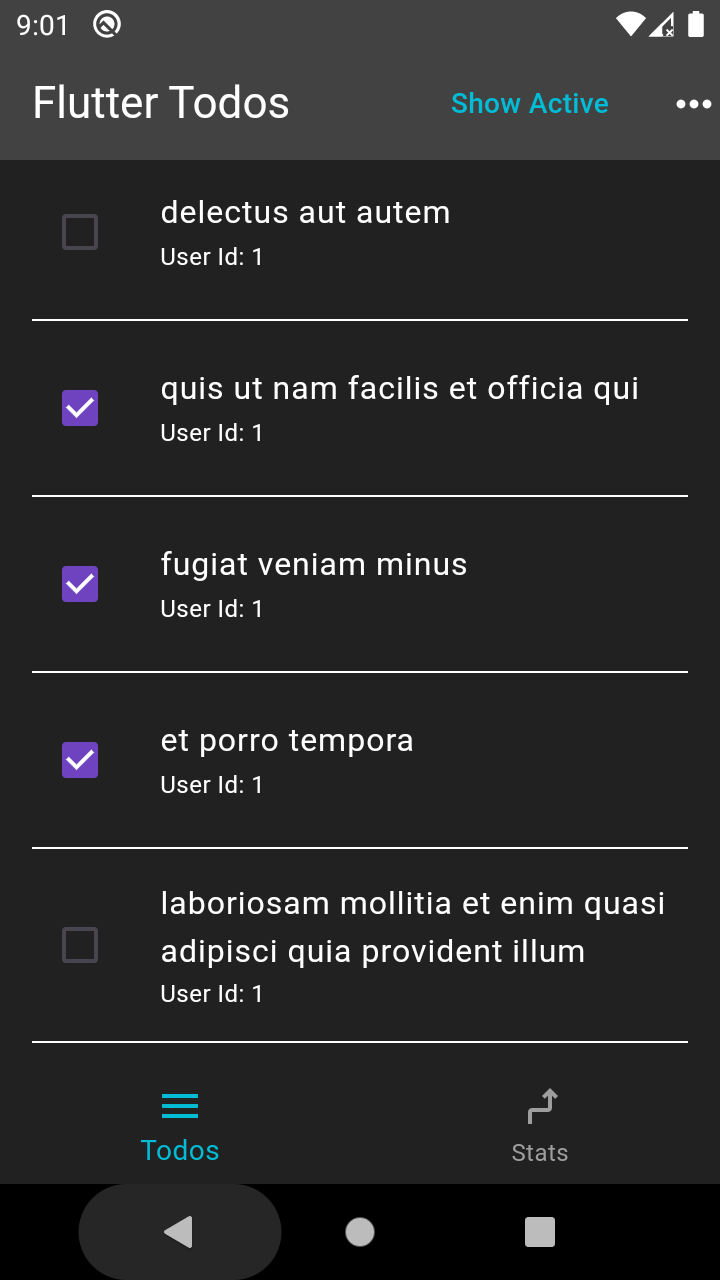 9:01
Flutter Todos
Show Active
delectus aut autem
User Id: 1
quis ut nam facilis et officia qui
User Id: 1
fugiat veniam minus
User Id: 1
et porro tempora
User Id: 1
laboriosam mollitia et enim quasi
adipisci quia provident illum
User Id: 1
Todos
Stats